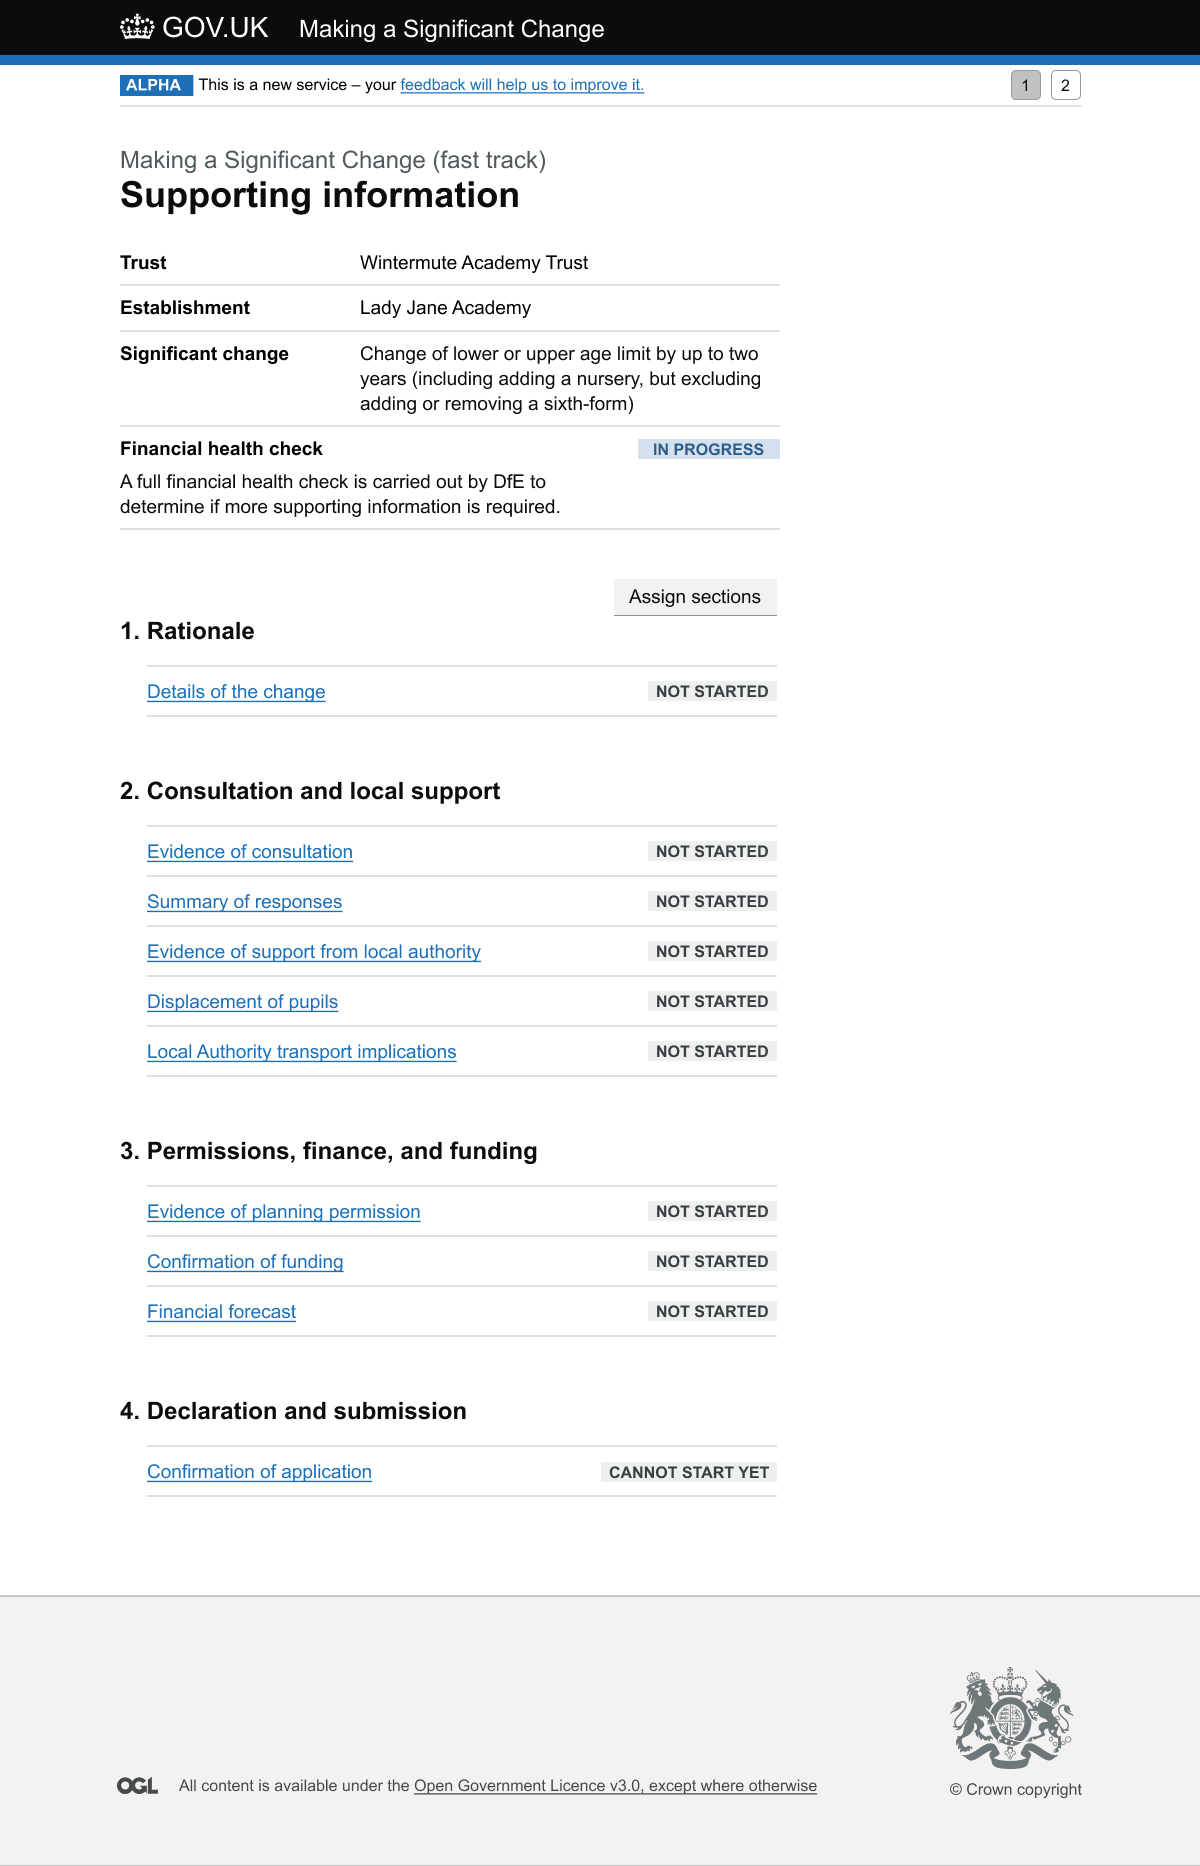 GOV.UK Making a Significant Change
ALPHA This is a new service – your feedback will help us to improve it. 1 2
Making a Significant Change (fast track)
Supporting information
Trust Wintermute Academy Trust
Establishment Lady Jane Academy
Significant change Change of lower or upper age limit by up to two
years (including adding a nursery, but excluding
adding or removing a sixth-form)
Financial health check IN PROGRESS
A full financial health check is carried out by DfE to
determine if more supporting information is required.
Assign sections
1. Rationale
Details of the change NOT STARTED
2. Consultation and local support
Evidence of consultation NOT STARTED
Summary of responses NOT STARTED
Evidence of support from local authority NOT STARTED
Displacement of pupils NOT STARTED
Local Authority transport implications NOT STARTED
3. Permissions, finance, and funding
Evidence of planning permission NOT STARTED
Confirmation of funding NOT STARTED
Financial forecast NOT STARTED
4. Declaration and submission
Confirmation of application CANNOT START YET
OGL All content is available under the Open Government Licence v3.0, except where otherwise
© Crown copyright